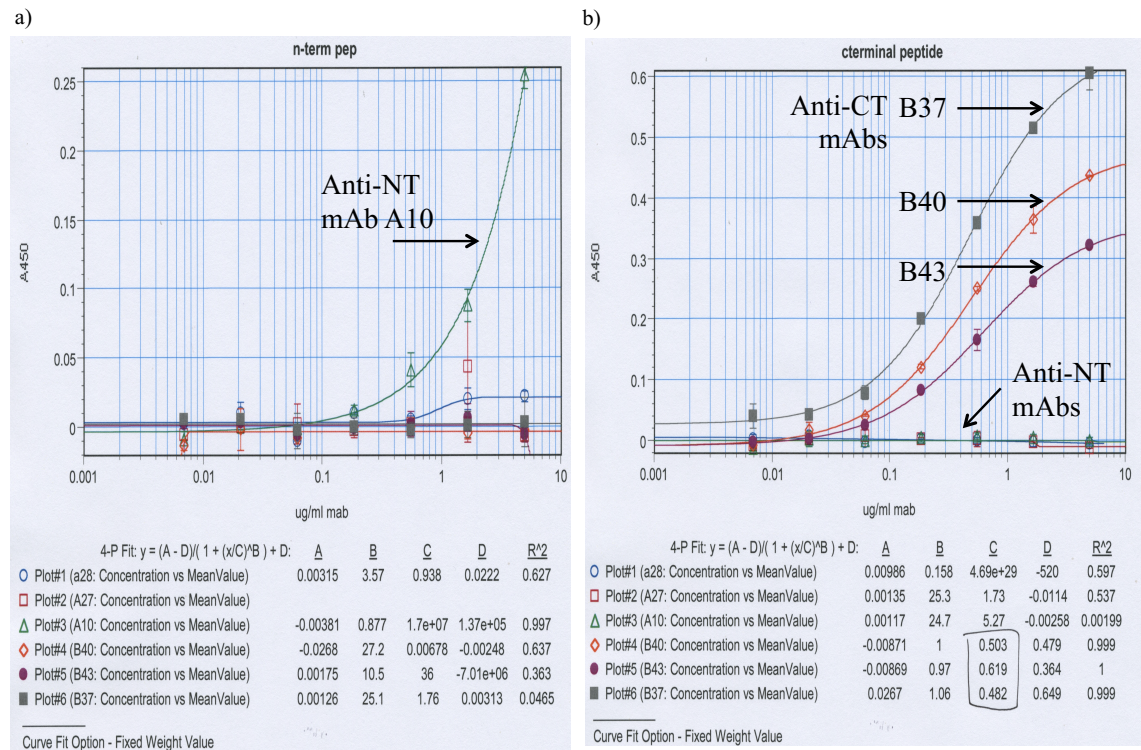 a)
n-term pep
0.26
0.2
0.15
0.1
0.05
0
A450
Anti-NT
mAb A10
0.001
0.01
0.1
1
10
ug/ml mab
4-P Fit: y = (A - D)/( 1 + (x/C)^B ) + D: A B C D R^2
Plot#1 (a28: Concentration vs MeanValue) 0.00315 3.57 0.938 0.0222 0.627
Plot#2 (A27: Concentration vs MeanValue)
Plot#3 (A10: Concentration vs MeanValue) -0.00381 0.877 1.7e+07 1.37e+05 0.997
Plot#4 (B40: Concentration vs MeanValue) -0.0268 27.2 0.00678 -0.00248 0.637
Plot#5 (B43: Concentration vs MeanValue) 0.00175 10.5 36 -7.01e+06 0.363
Plot#6 (B37: Concentration vs MeanValue) 0.00126 25.1 1.76 0.00313 0.0465
Curve Fit Option - Fixed Weight Value
b)
cterminal peptide
0.6
0.5
0.4
0.3
0.2
0.1
0
A450
Anti-CT B37
mAbs
B40
B43
Anti-NT
mAbs
0.001
0.01
0.1
1
10
ug/ml mab
4-P Fit: y = (A - D)/( 1 + (x/C)^B ) + D: A B C D R^2
Plot#1 (a28: Concentration vs MeanValue) 0.00986 0.158 4.69e+29 -520 0.597
Plot#2 (A27: Concentration vs MeanValue) 0.00135 25.3 1.73 -0.0114 0.537
Plot#3 (A10: Concentration vs MeanValue) 0.00117 24.7 5.27 -0.00258 0.00199
Plot#4 (B40: Concentration vs MeanValue) -0.00871 1 0.503 0.479 0.999
Plot#5 (B43: Concentration vs MeanValue) -0.00869 0.97 0.619 0.364 1
Plot#6 (B37: Concentration vs MeanValue) 0.0267 1.06 0.482 0.649 0.999
Curve Fit Option - Fixed Weight Value